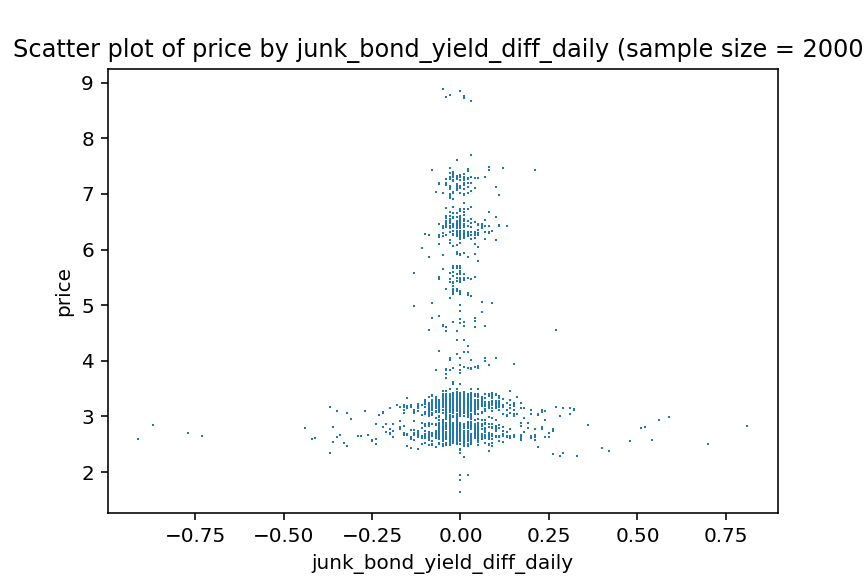 Scatter plot of price by junk_bond_yield_diff_daily (sample size = 2000
9
8
7
6
5
4
3
2
price
−0.75 −0.50 −0.25 0.00 0.25 0.50 0.75
junk_bond_yield_diff_daily